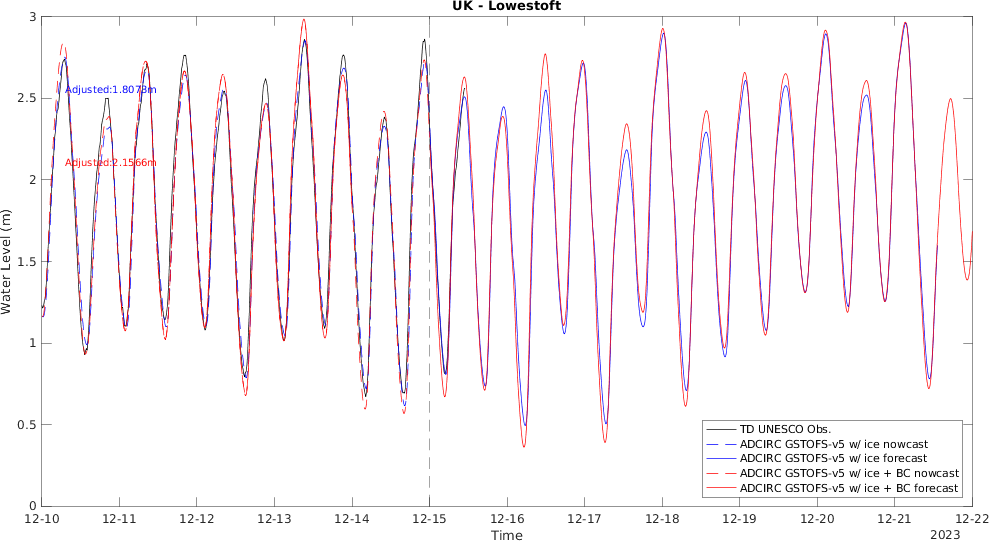 UK - Lowestoft
3
2.5
2
1.5
1
0.5
0
Water Level (m)
Adjusted:1.8073m
Adjusted:2.1566m
TD UNESCO Obs.
ADCIRC GSTOFS-v5 w/ ice nowcast
ADCIRC GSTOFS-v5 w/ ice forecast
ADCIRC GSTOFS-v5 w/ ice + BC nowcast
ADCIRC GSTOFS-v5 w/ ice + BC forecast
12-10 12-11 12-12 12-13 12-14 12-15 12-16 12-17 12-18 12-19 12-20 12-21 12-22
Time
2023